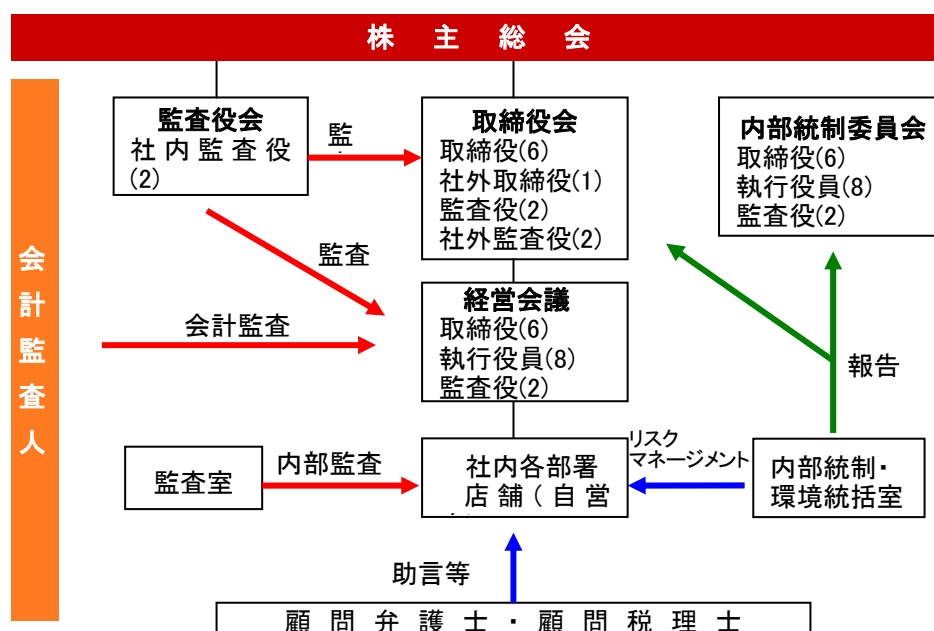 株主総会
監査役会
社内監査役
(2)
監
取締役会
取締役(6)
社外取締役(1)
監査役(2)
社外監査役(2)
内部統制委員会
取締役(6)
執行役員(8)
監査役(2)
会計監査人
監査
会計監査
経営会議
取締役(6)
執行役員(8)
監査役(2)
報告
監査室
内部監査
社内各部署
店舗(自営
リスク
マネージメント
内部統制・
環境統括室
助言等
顧問弁護士・顧問税理士